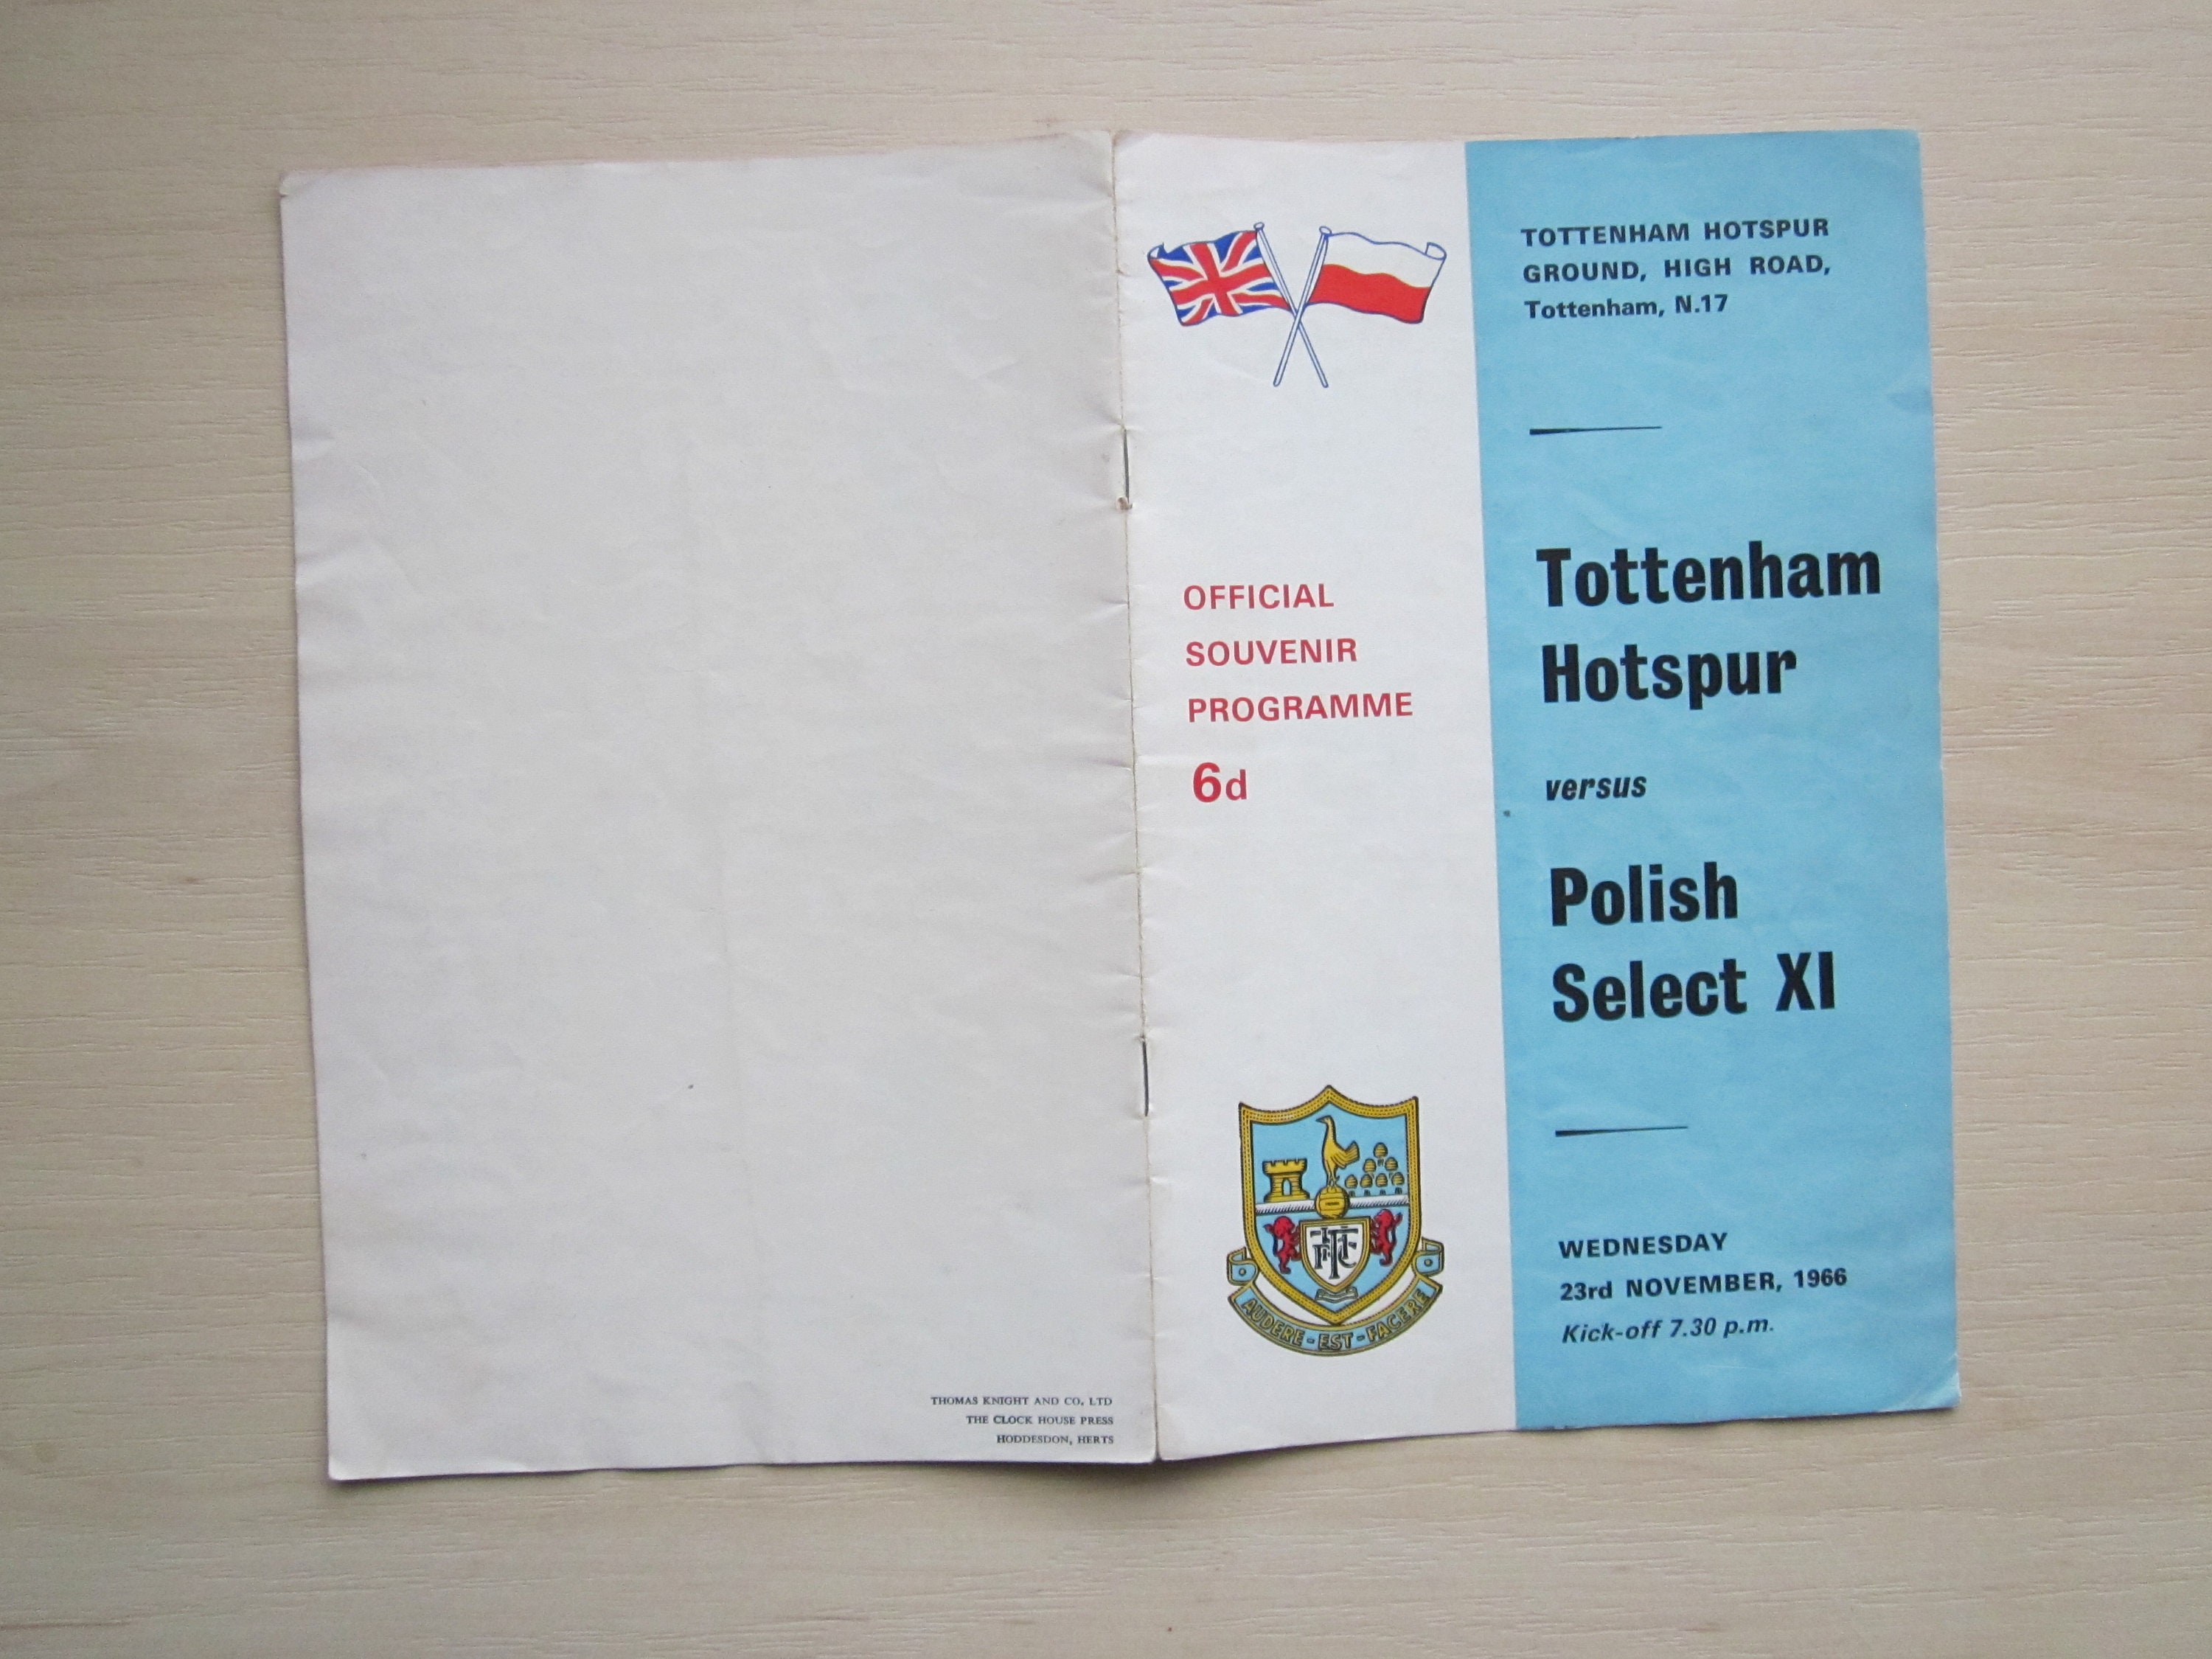 THOMAS KNIGHT AND CO. LTD
THE CLOCK HOUSE PRESS
HODDESDON, HERTS
OFFICIAL
SOUVENIR
PROGRAMME
6d
AUDERE-EST-FACERE
TOTTENHAM HOTSPUR
GROUND, HIGH ROAD,
Tottenham, N.17
Tottenham
Hotspur
versus
Polish
Select XI
WEDNESDAY
23rd NOVEMBER, 1966
Kick-off 7.30 p.m.